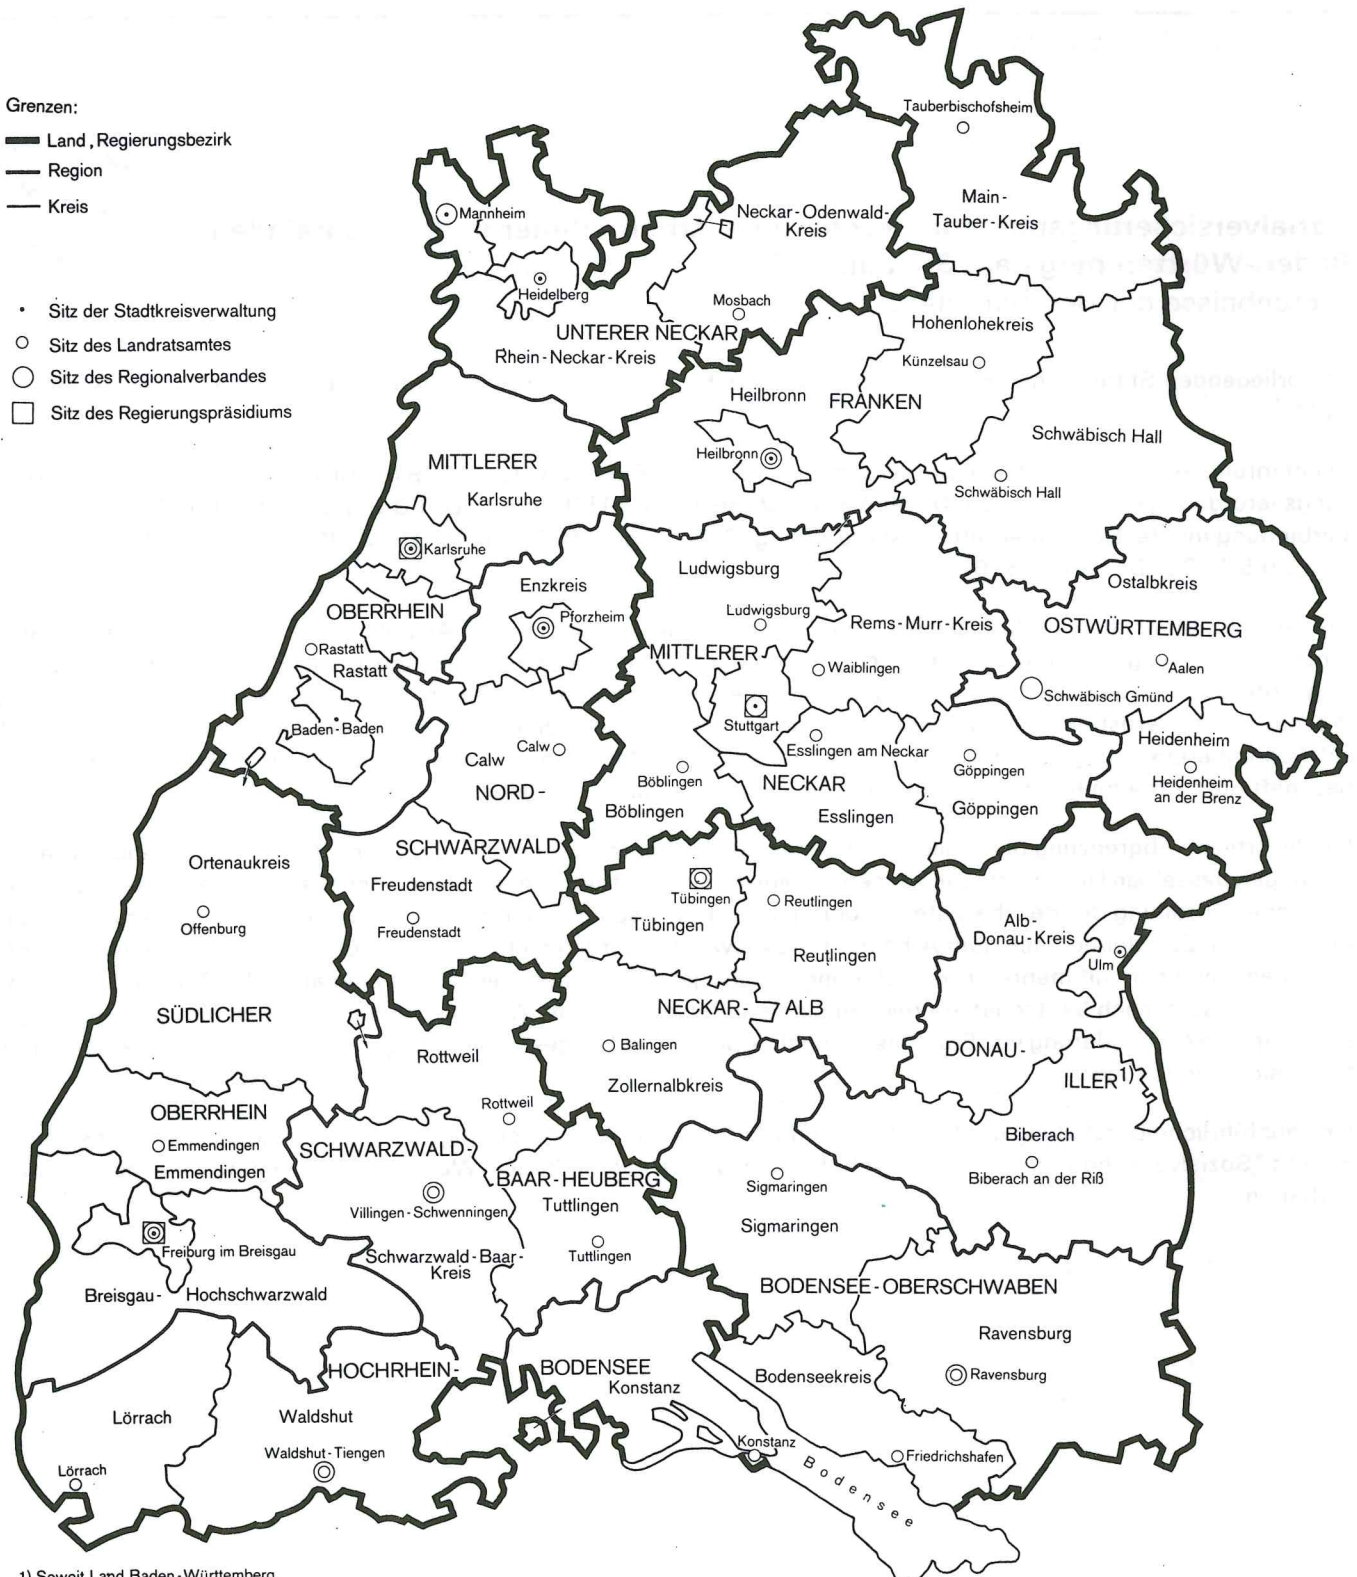 Grenzen:
Land, Regierungsbezirk
Region
Kreis
Sitz der Stadtkreisverwaltung
Sitz des Landratsamtes
Sitz des Regionalverbandes
Sitz des Regierungspräsidiums
Tauberbischofsheim
Main-
Tauber-Kreis
Mannheim
Neckar-Odenwald-
Kreis
Heidelberg
Mosbach
UNTERER NECKAR
Rhein-Neckar-Kreis
Hohenlohekreis
Künzelsau
Heilbronn
FRANKEN
Schwäbisch Hall
Heilbronn
Schwäbisch Hall
MITTLERER
Karlsruhe
Karlsruhe
Enzkreis
Pforzheim
OBERRHEIN
Rastatt
Rastatt
Baden-Baden
Ludwigsburg
Ludwigsburg
Rems-Murr-Kreis
MITTLERER-
Waiblingen
Stuttgart
Esslingen am Neckar
NECKAR
Esslingen
Böblingen
Böblingen
Ostalbkreis
OSTWÜRTTEMBERG
Aalen
Schwäbisch Gmünd
Heidenheim
Heidenheim
an der Brenz
Göppingen
Göppingen
Calw
Calw
NORD-
SCHWARZWALD
Freudenstadt
Freudenstadt
Ortenaukreis
Offenburg
SÜDLICHER
Tübingen
Tübingen
Reutlingen
Reutlingen
Alb-
Donau-Kreis
Ulm
NECKAR-ALB
Balingen
Zollernalbkreis
DONAU-
ILLER1)
Rottweil
Rottweil
OBERRHEIN
Emmendingen
Emmendingen
SCHWARZWALD-
BAAR-HEUBERG
Tuttlingen
Tuttlingen
Villingen-Schwenningen
Schwarzwald-Baar-
Kreis
Biberach
Biberach an der Riß
Sigmaringen
Sigmaringen
Freiburg im Breisgau
Breisgau-Hochschwarzwald
BODENSEE-OBERSCHWABEN
Ravensburg
Ravensburg
Bodenseekreis
Friedrichshafen
HOCHRHEIN-
BODENSEE
Konstanz
Konstanz
Bodensee
Lörrach
Lörrach
Waldshut
Waldshut-Tiengen
1) Soweit Land Baden-Württemberg